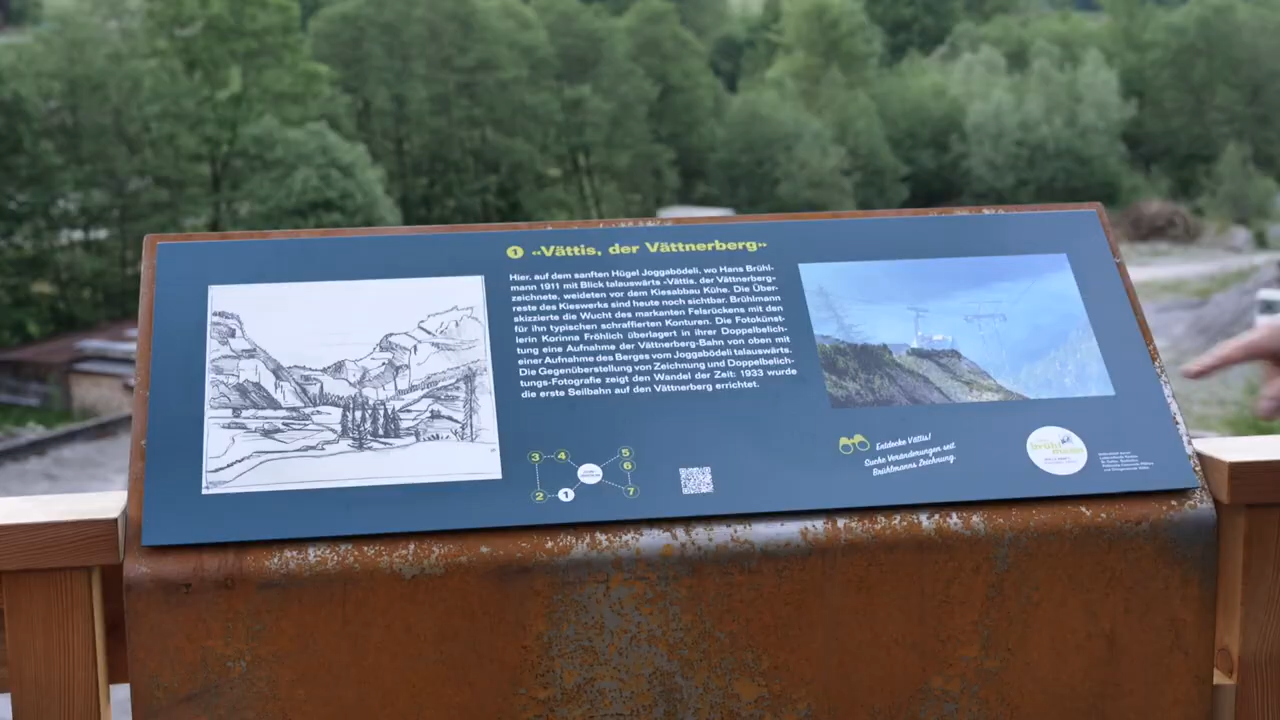 1 «Vättis, der Vättnerberg»
Hier, auf dem sanften Hügel Joggabödeli, wo Hans Brühl-
mann 1911 mit Blick talauswärts «Vättis, der Vättnerberg»
zeichnete, weideten vor dem Kiesabbau Kühe. Die Über-
reste des Kieswerks sind heute noch sichtbar. Brühlmann
skizzierte die Wucht des markanten Felsrückens mit den
für ihn typischen schraffierten Konturen. Die Fotokünst-
lerin Korinna Fröhlich überlagert in ihrer Doppelbelich-
tung eine Aufnahme der Vättnerberg-Bahn von oben mit
einer Aufnahme des Berges vom Joggabödeli talauswärts.
Die Gegenüberstellung von Zeichnung und Doppelbelich-
tungs-Fotografie zeigt den Wandel der Zeit: 1933 wurde
die erste Seilbahn auf den Vättnerberg errichtet.
3 4 5
6
2 1 7
Entdecke Vättis!
Suche Veränderungen seit
Brühlmanns Zeichnung.
brühl
mann